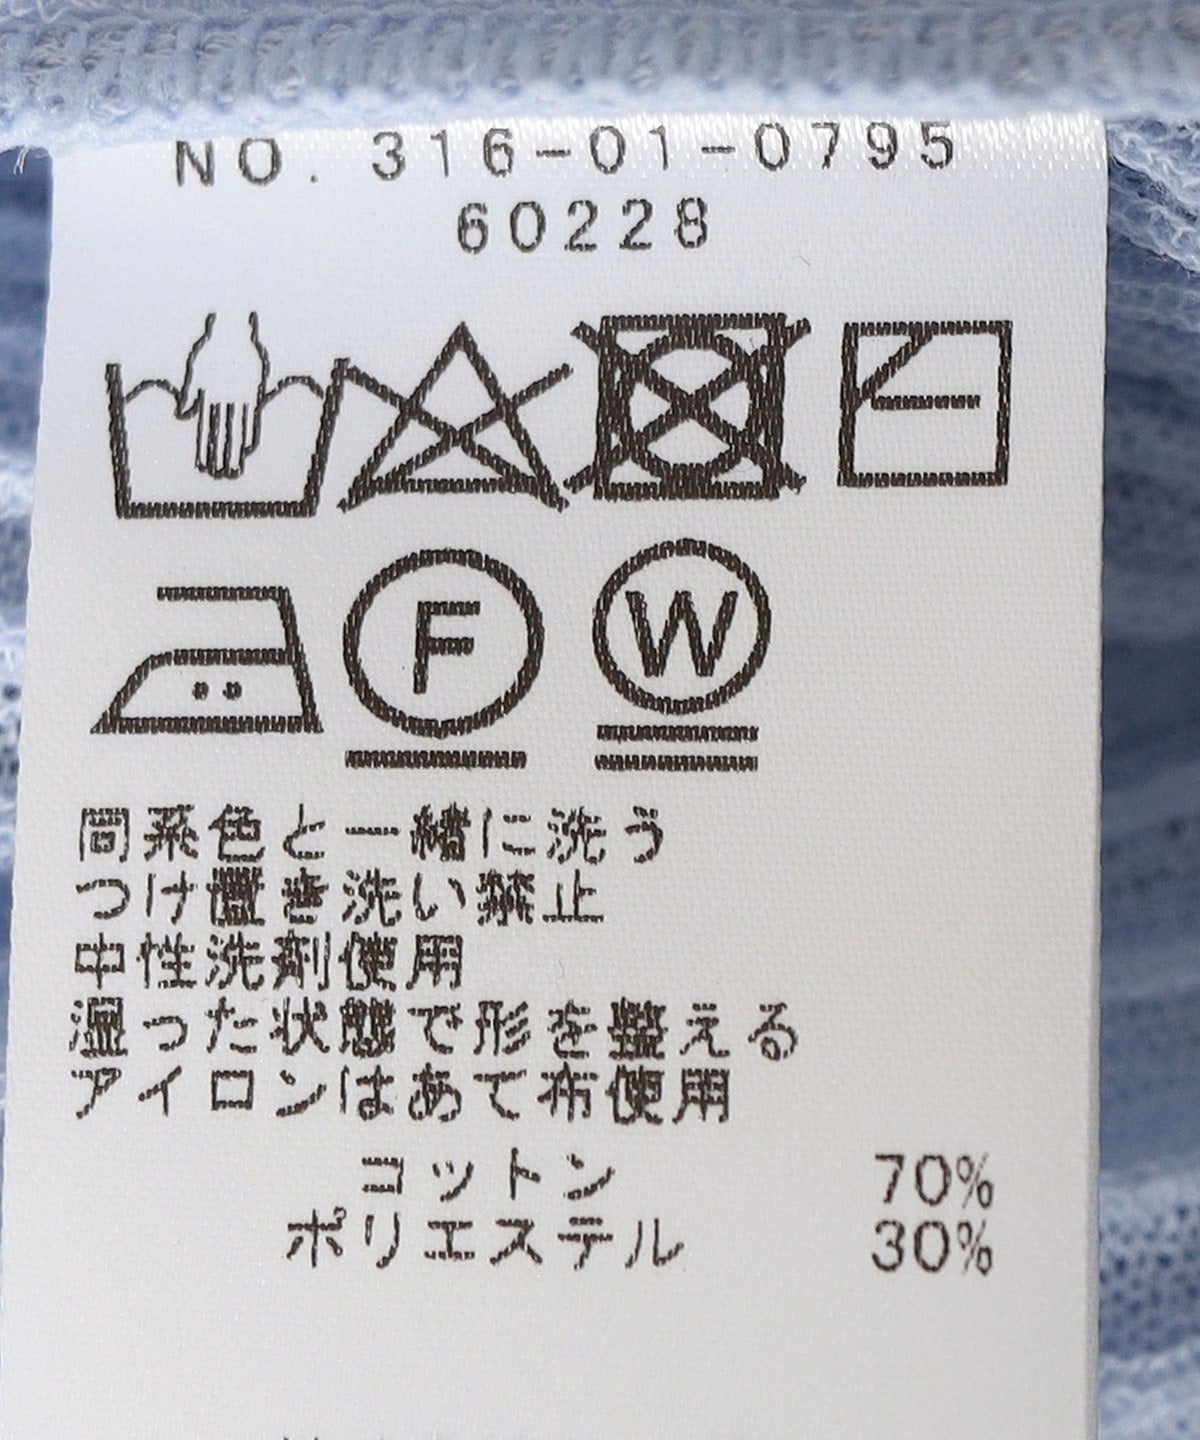 NO. 316-01-0795
60228
F W
同系色と一緒に洗う
つけ置き洗い禁止
中性洗剤使用
湿った状態で形を整える
アイロンはあて布使用
コットン 70%
ポリエステル 30%